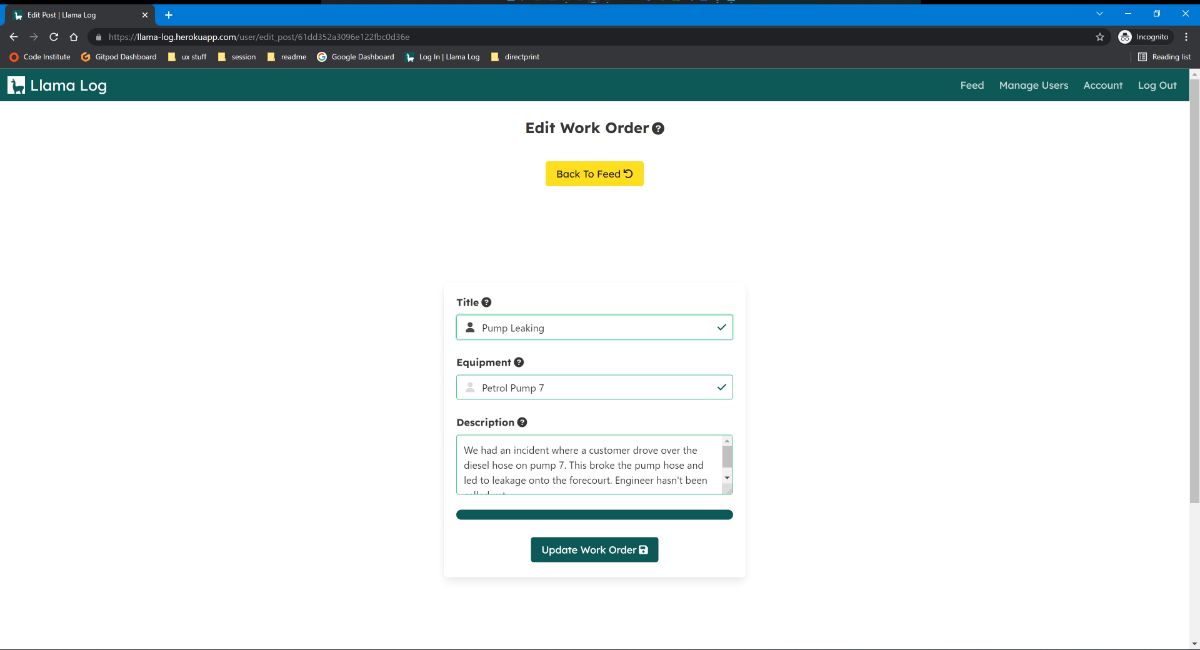 Edit Post | Llama Log
https://llama-log.herokuapp.com/user/edit_post/61dd352a3096e122fbc0d36e
Incognito
Code Institute Gitpod Dashboard ux stuff session readme Google Dashboard Log In | Llama Log directprint Reading list
Llama Log Feed Manage Users Account Log Out
Edit Work Order
Back To Feed
Title
Pump Leaking
Equipment
Petrol Pump 7
Description
We had an incident where a customer drove over the
diesel hose on pump 7. This broke the pump hose and
led to leakage onto the forecourt. Engineer hasn't been
Update Work Order